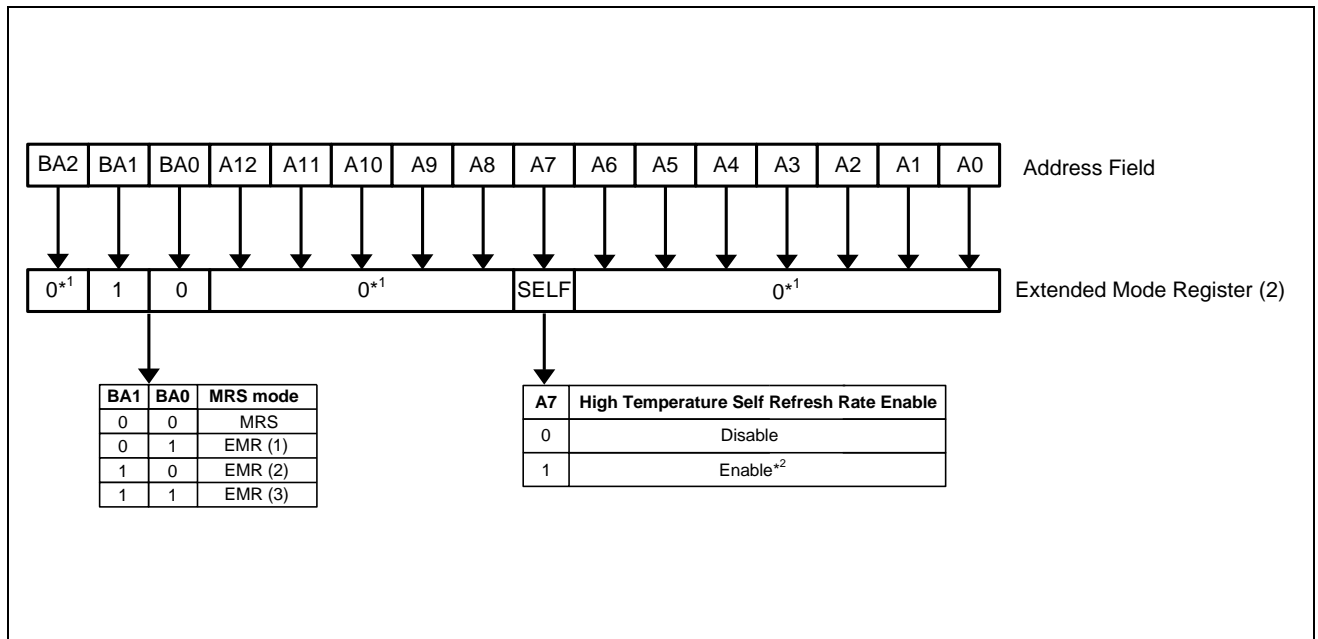 BA2 BA1 BA0 A12 A11 A10 A9 A8 A7 A6 A5 A4 A3 A2 A1 A0 Address Field
0*1 1 0 0*1 SELF 0*1 Extended Mode Register (2)
BA1 BA0 MRS mode
0 0 MRS
0 1 EMR (1)
1 0 EMR (2)
1 1 EMR (3)
A7 High Temperature Self Refresh Rate Enable
0 Disable
1 Enable*2